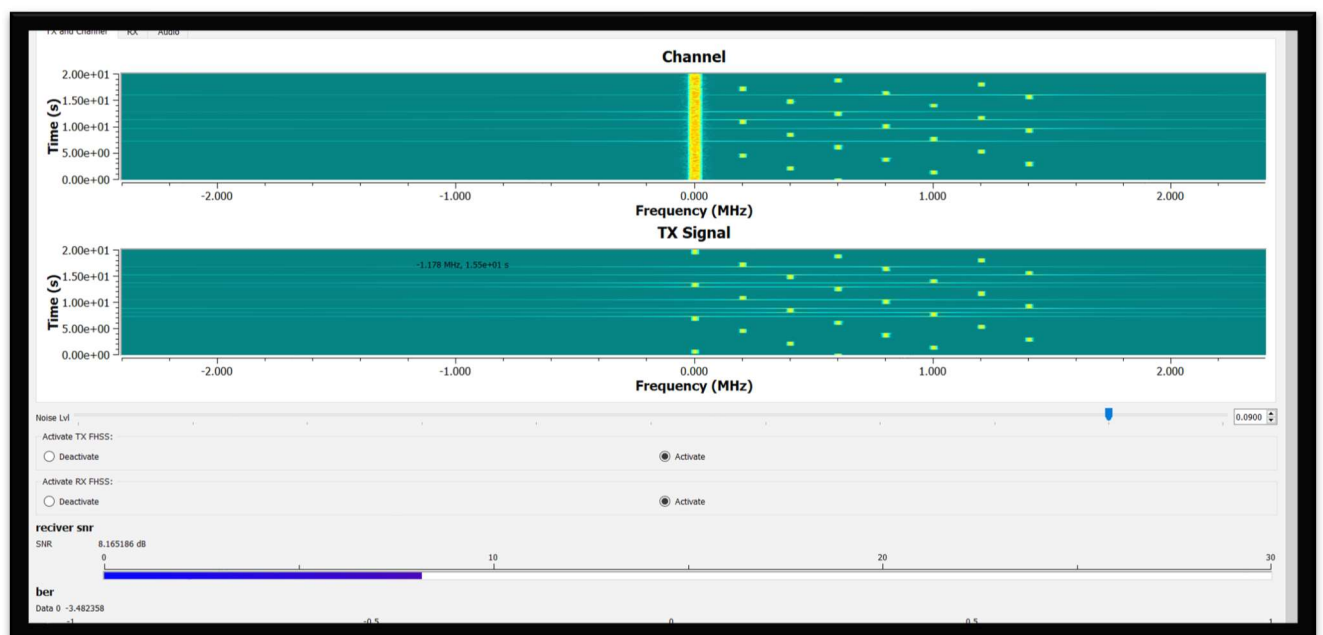 TX and Channel RX Audio
Channel
2.00e+01
1.50e+01
1.00e+01
5.00e+00
0.00e+00
Time (s)
-2.000 -1.000 0.000 1.000 2.000
Frequency (MHz)
TX Signal
2.00e+01
-1.178 MHz, 1.55e+01 s
1.50e+01
1.00e+01
5.00e+00
0.00e+00
Time (s)
-2.000 -1.000 0.000 1.000 2.000
Frequency (MHz)
Noise Lvl 0.0900
Activate TX FHSS:
Deactivate Activate
Activate RX FHSS:
Deactivate Activate
reciver snr
SNR 8.165186 dB
0 10 20 30
ber
Data 0 -3.482358
-1 -0.5 0 0.5 1